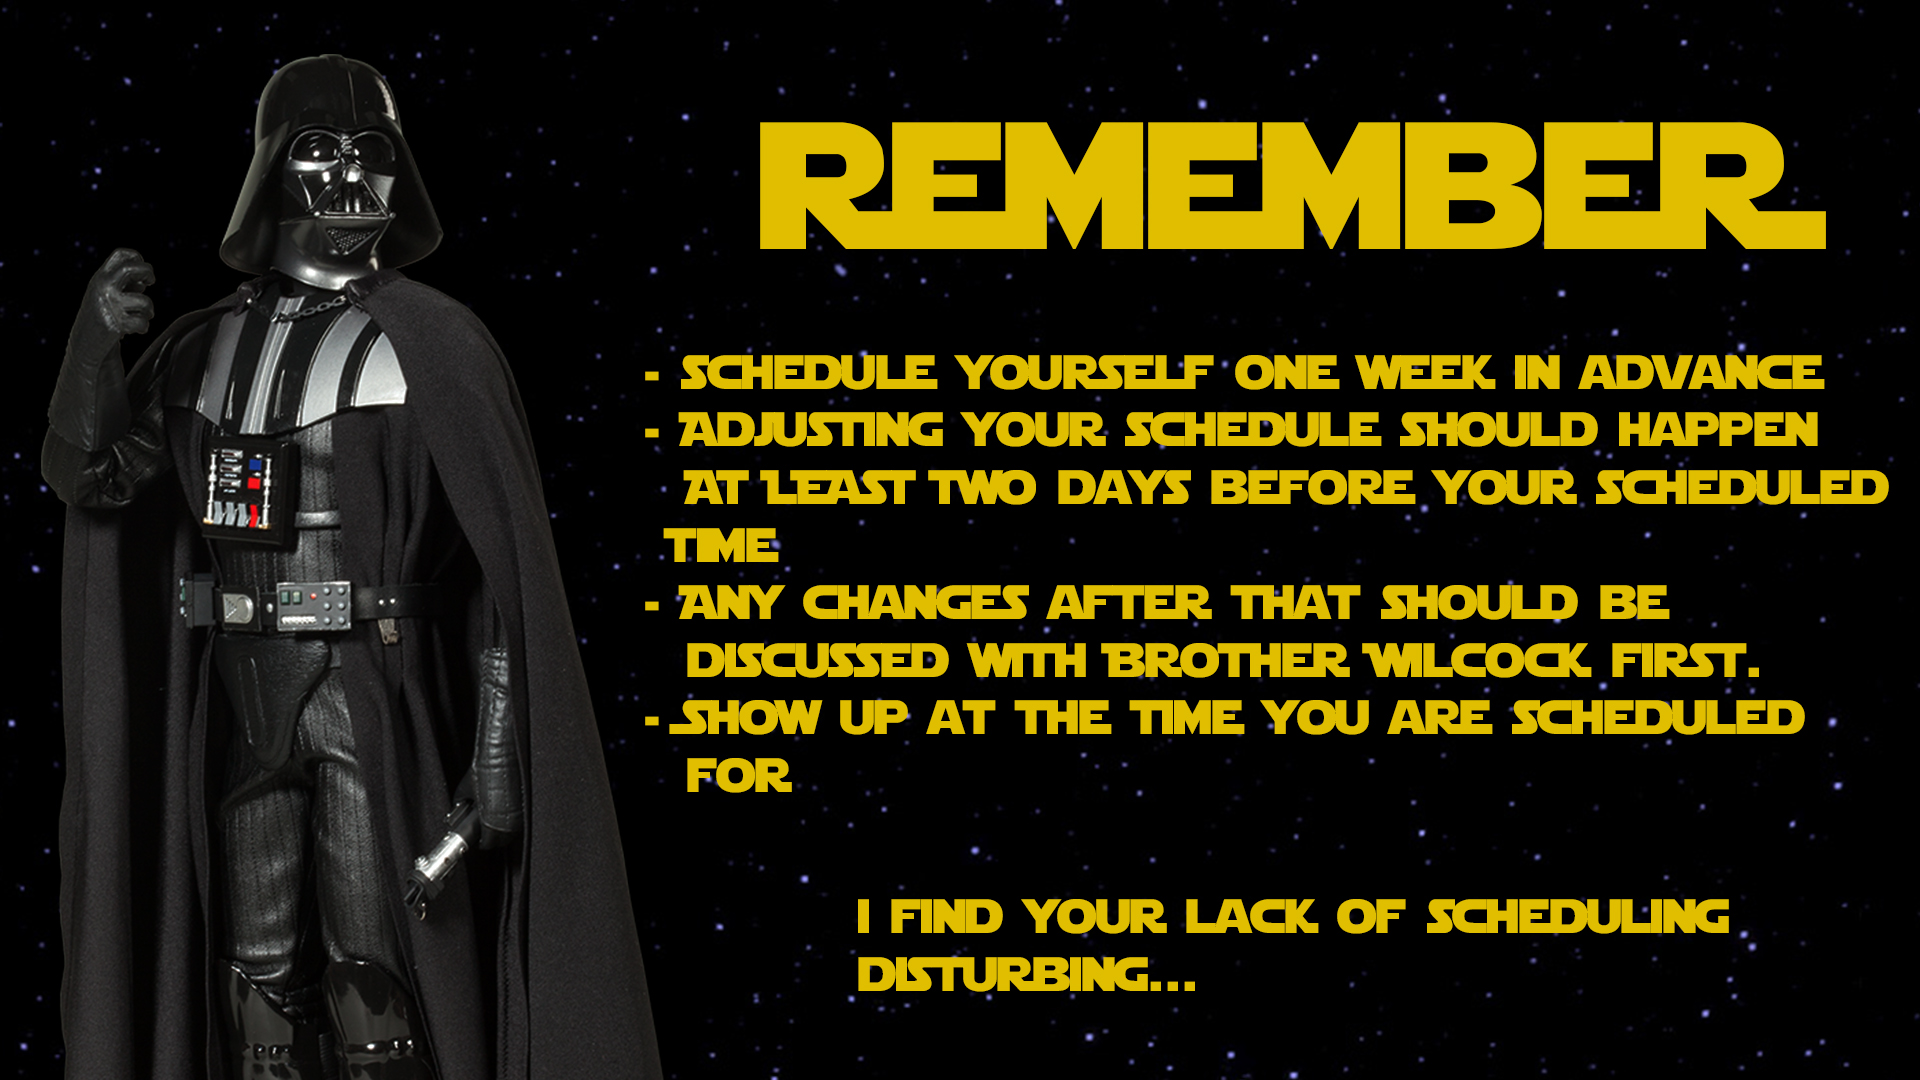 REMEMBER
- SCHEDULE YOURSELF ONE WEEK IN ADVANCE
- ADJUSTING YOUR SCHEDULE SHOULD HAPPEN
AT LEAST TWO DAYS BEFORE YOUR SCHEDULED
TIME
- ANY CHANGES AFTER THAT SHOULD BE
DISCUSSED WITH BROTHER WILCOCK FIRST.
- SHOW UP AT THE TIME YOU ARE SCHEDULED
FOR
I FIND YOUR LACK OF SCHEDULING
DISTURBING...